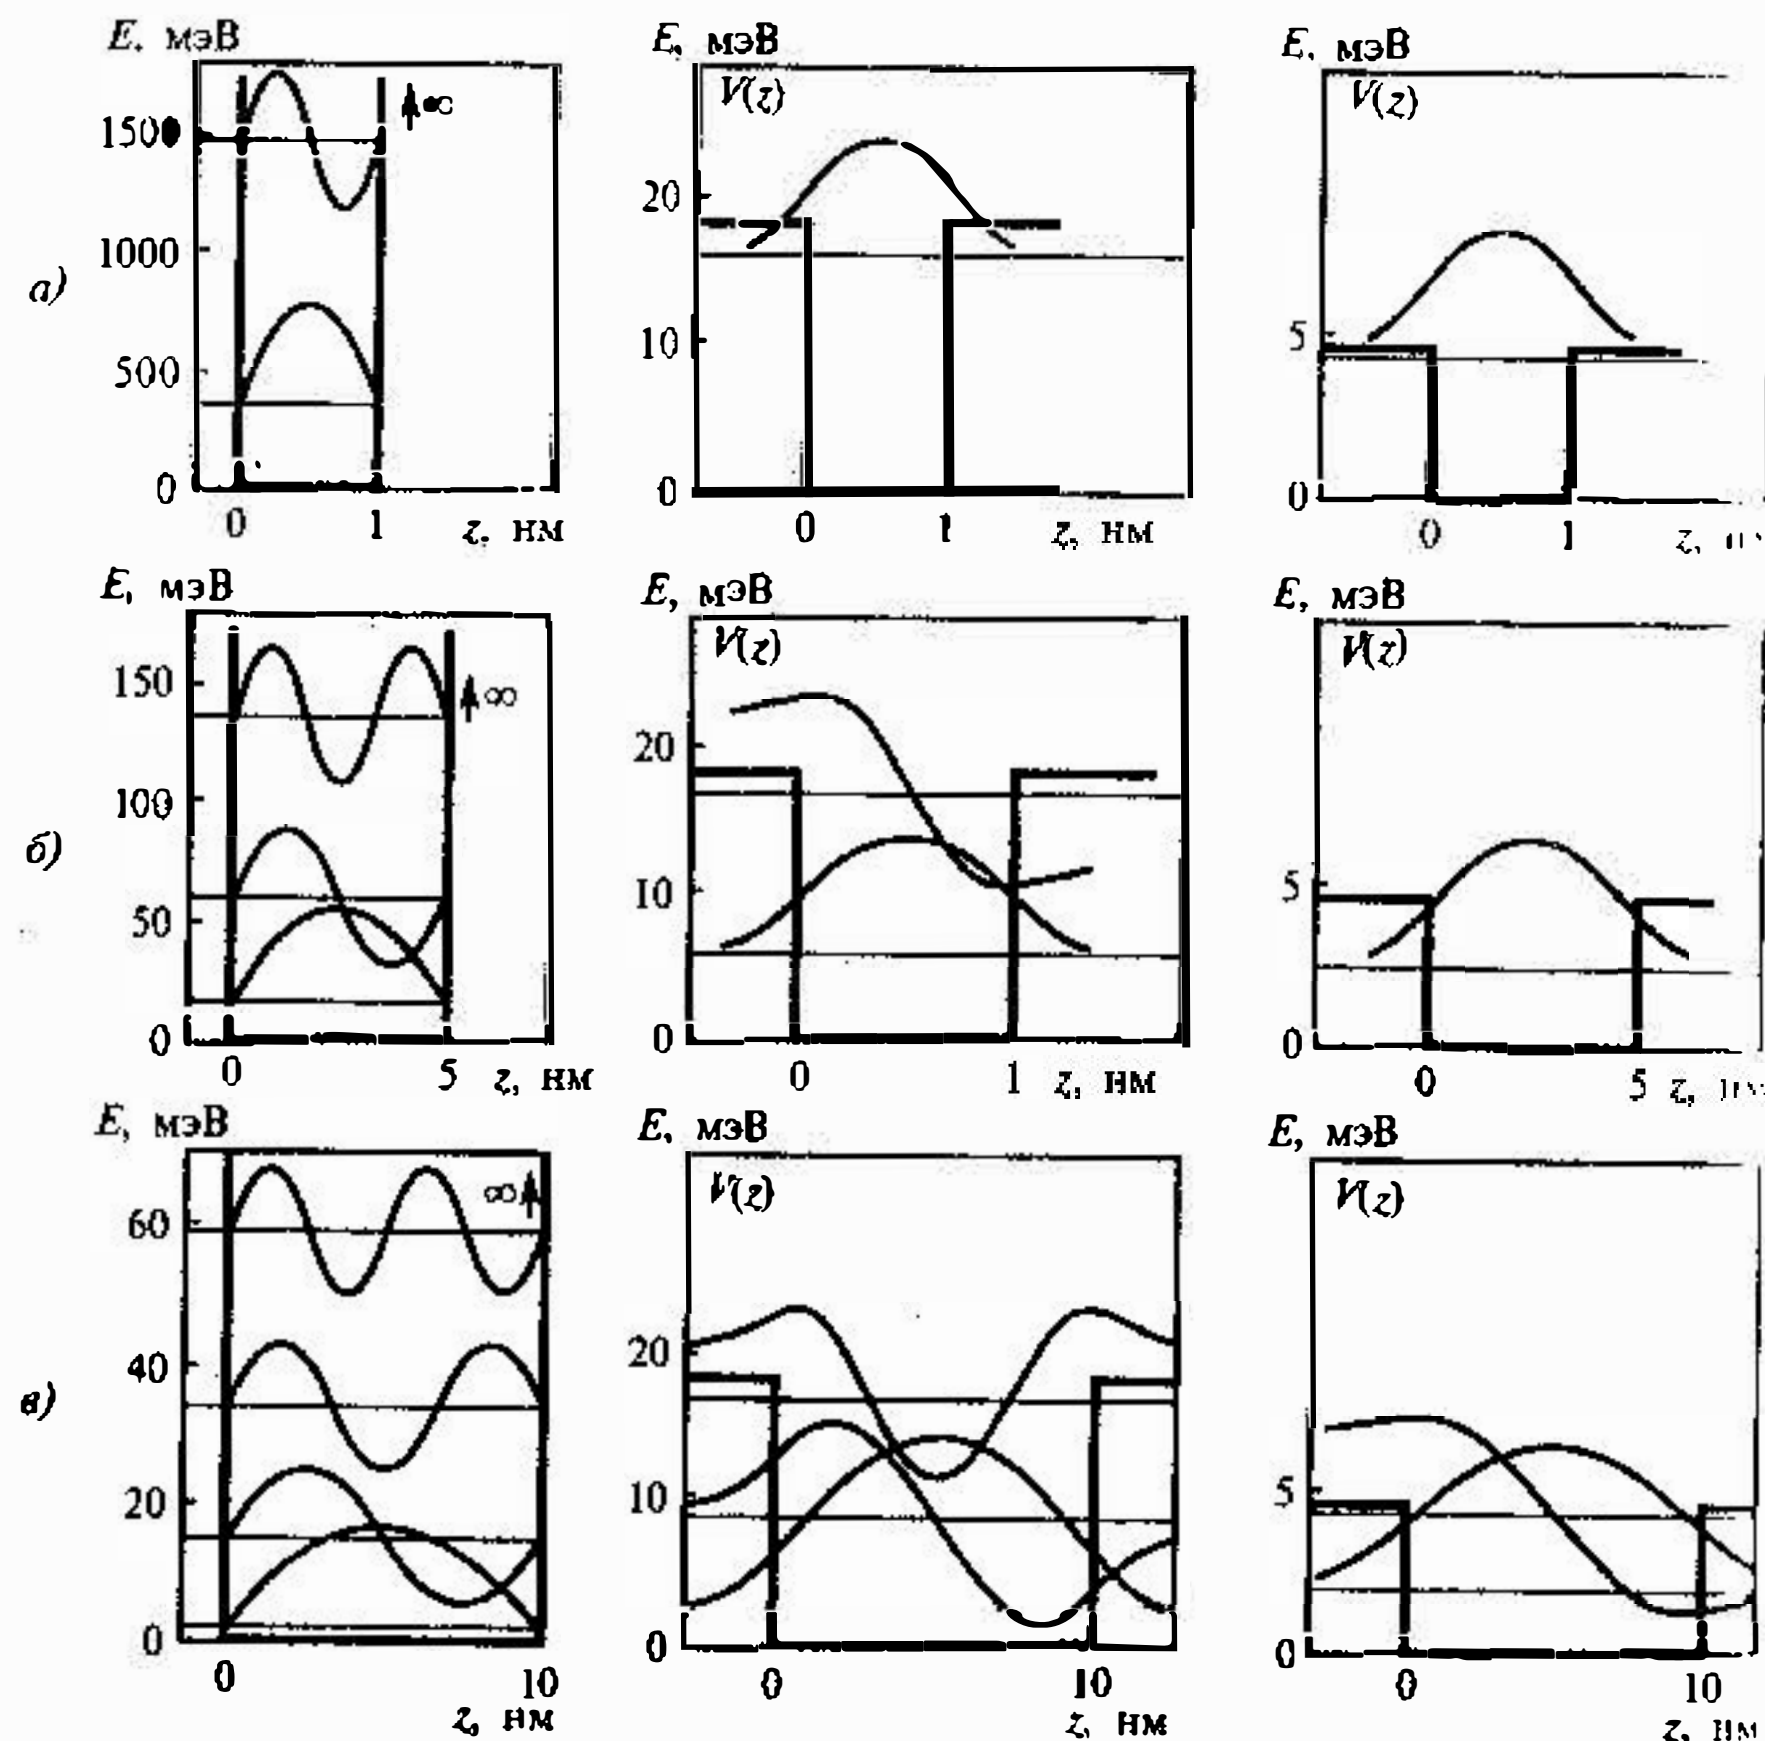 E, мэВ
E, мэВ
E, мэВ
V(z)
V(z)
∞
1500
1000
500
0
20
10
0
5
0
а)
0 1 z, нм
0 1 z, нм
0 1 z,
E, мэВ
E, мэВ
E, мэВ
V(z)
V(z)
∞
150
100
50
0
20
10
0
5
0
б)
0 5 z, нм
0 1 z, нм
0 5 z,
E, мэВ
E, мэВ
E, мэВ
V(z)
V(z)
∞
60
40
20
0
20
10
0
5
0
в)
0 10
z, нм
0 10
z, нм
0 10
z, нм